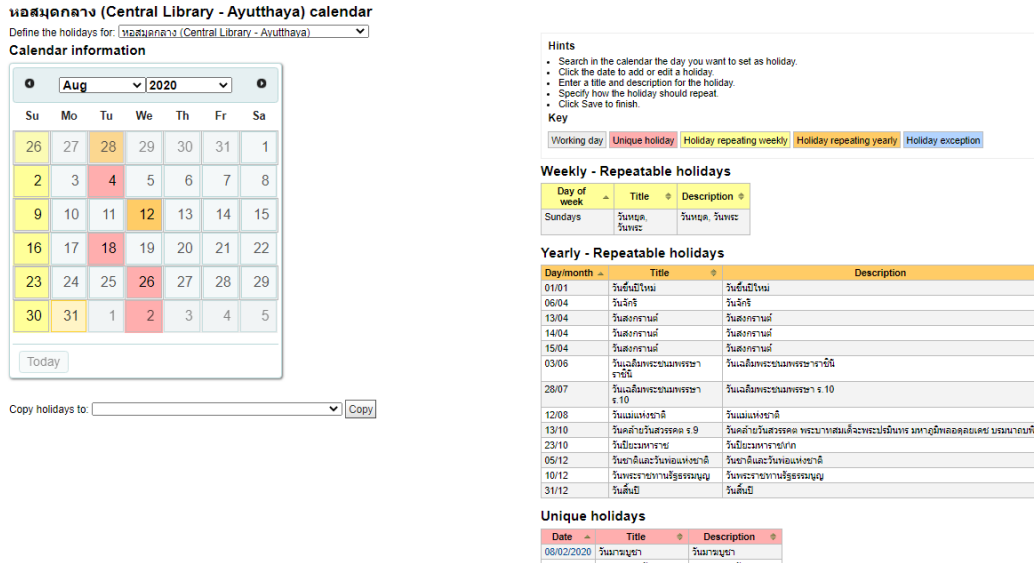 หอสมุดกลาง (Central Library - Ayutthaya) calendar
Define the holidays for: หอสมุดกลาง (Central Library - Ayutthaya)
Calendar information
Aug 2020
Su Mo Tu We Th Fr Sa
26 27 28 29 30 31 1
2 3 4 5 6 7 8
9 10 11 12 13 14 15
16 17 18 19 20 21 22
23 24 25 26 27 28 29
30 31 1 2 3 4 5
Today
Copy holidays to: Copy
Hints
Search in the calendar the day you want to set as holiday.
Click the date to add or edit a holiday.
Enter a title and description for the holiday.
Specify how the holiday should repeat.
Click Save to finish.
Key
Working day Unique holiday Holiday repeating weekly Holiday repeating yearly Holiday exception
Weekly - Repeatable holidays
Day of week Title Description
Sundays วันหยุด, วันพระ วันหยุด, วันพระ
Yearly - Repeatable holidays
Day/month Title Description
01/01 วันขึ้นปีใหม่ วันขึ้นปีใหม่
06/04 วันจักรี วันจักรี
13/04 วันสงกรานต์ วันสงกรานต์
14/04 วันสงกรานต์ วันสงกรานต์
15/04 วันสงกรานต์ วันสงกรานต์
03/06 วันเฉลิมพระชนมพรรษา ราชินี วันเฉลิมพระชนมพรรษาราชินี
28/07 วันเฉลิมพระชนมพรรษา ร.10 วันเฉลิมพระชนมพรรษา ร.10
12/08 วันแม่แห่งชาติ วันแม่แห่งชาติ
13/10 วันคล้ายวันสวรรคต ร.9 วันคล้ายวันสวรรคต พระบาทสมเด็จพระปรมินทร มหาภูมิพลอดุลยเดช บรมนาถบพิ
23/10 วันปิยะมหาราช วันปิยะมหาราช\r\n
05/12 วันชาติและวันพ่อแห่งชาติ วันชาติและวันพ่อแห่งชาติ
10/12 วันพระราชทานรัฐธรรมนูญ วันพระราชทานรัฐธรรมนูญ
31/12 วันสิ้นปี วันสิ้นปี
Unique holidays
Date Title Description
08/02/2020 วันมาฆบูชา วันมาฆบูชา